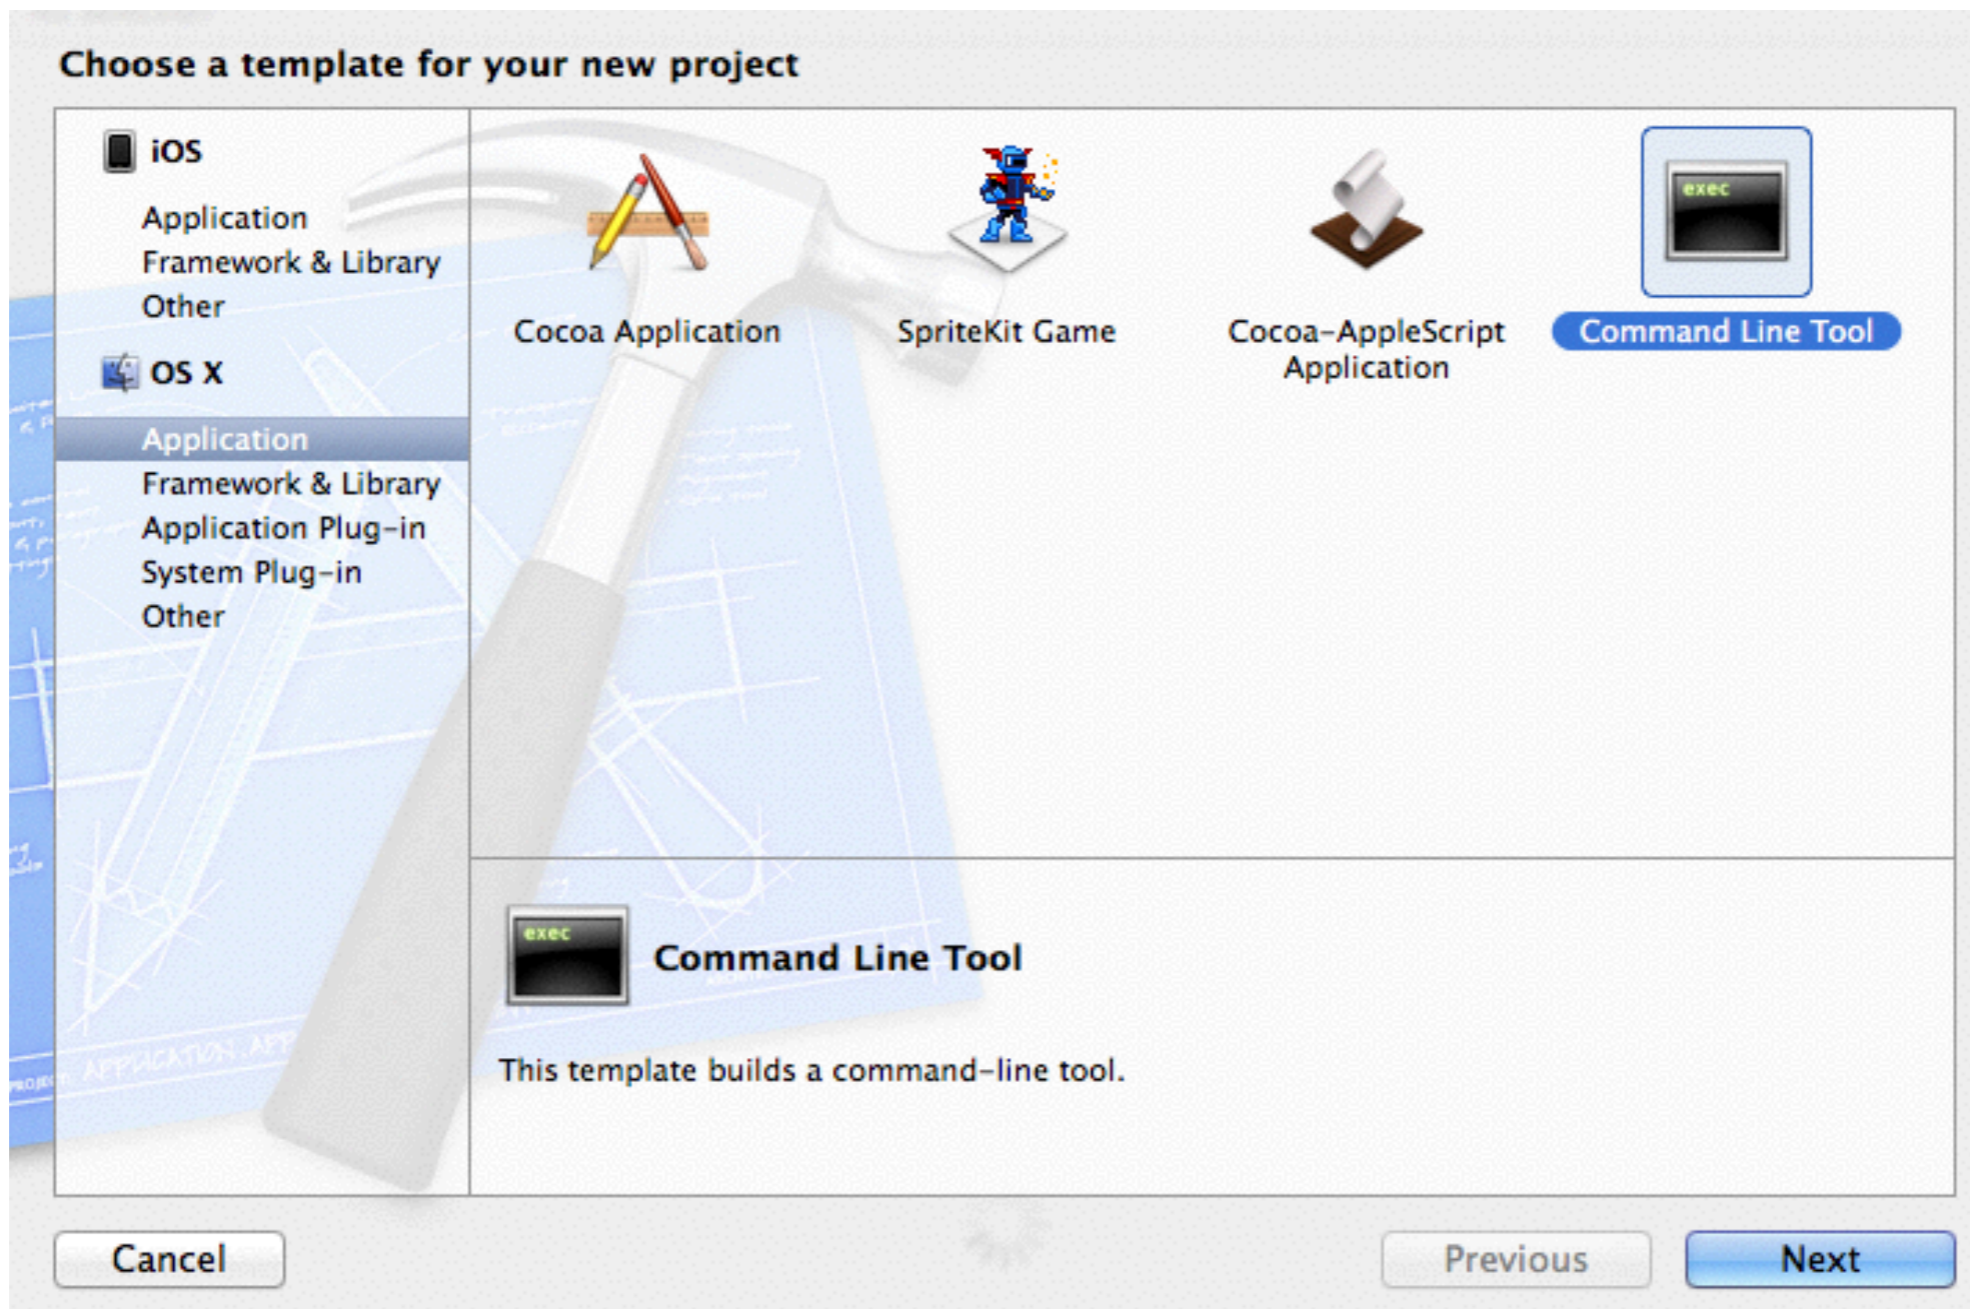 Choose a template for your new project
iOS
Application
Framework & Library
Other
OS X
Application
Framework & Library
Application Plug-in
System Plug-in
Other
Cocoa Application
SpriteKit Game
Cocoa-AppleScript
Application
exec
Command Line Tool
exec
Command Line Tool
This template builds a command-line tool.
APPLICATION APP
Cancel
Previous
Next